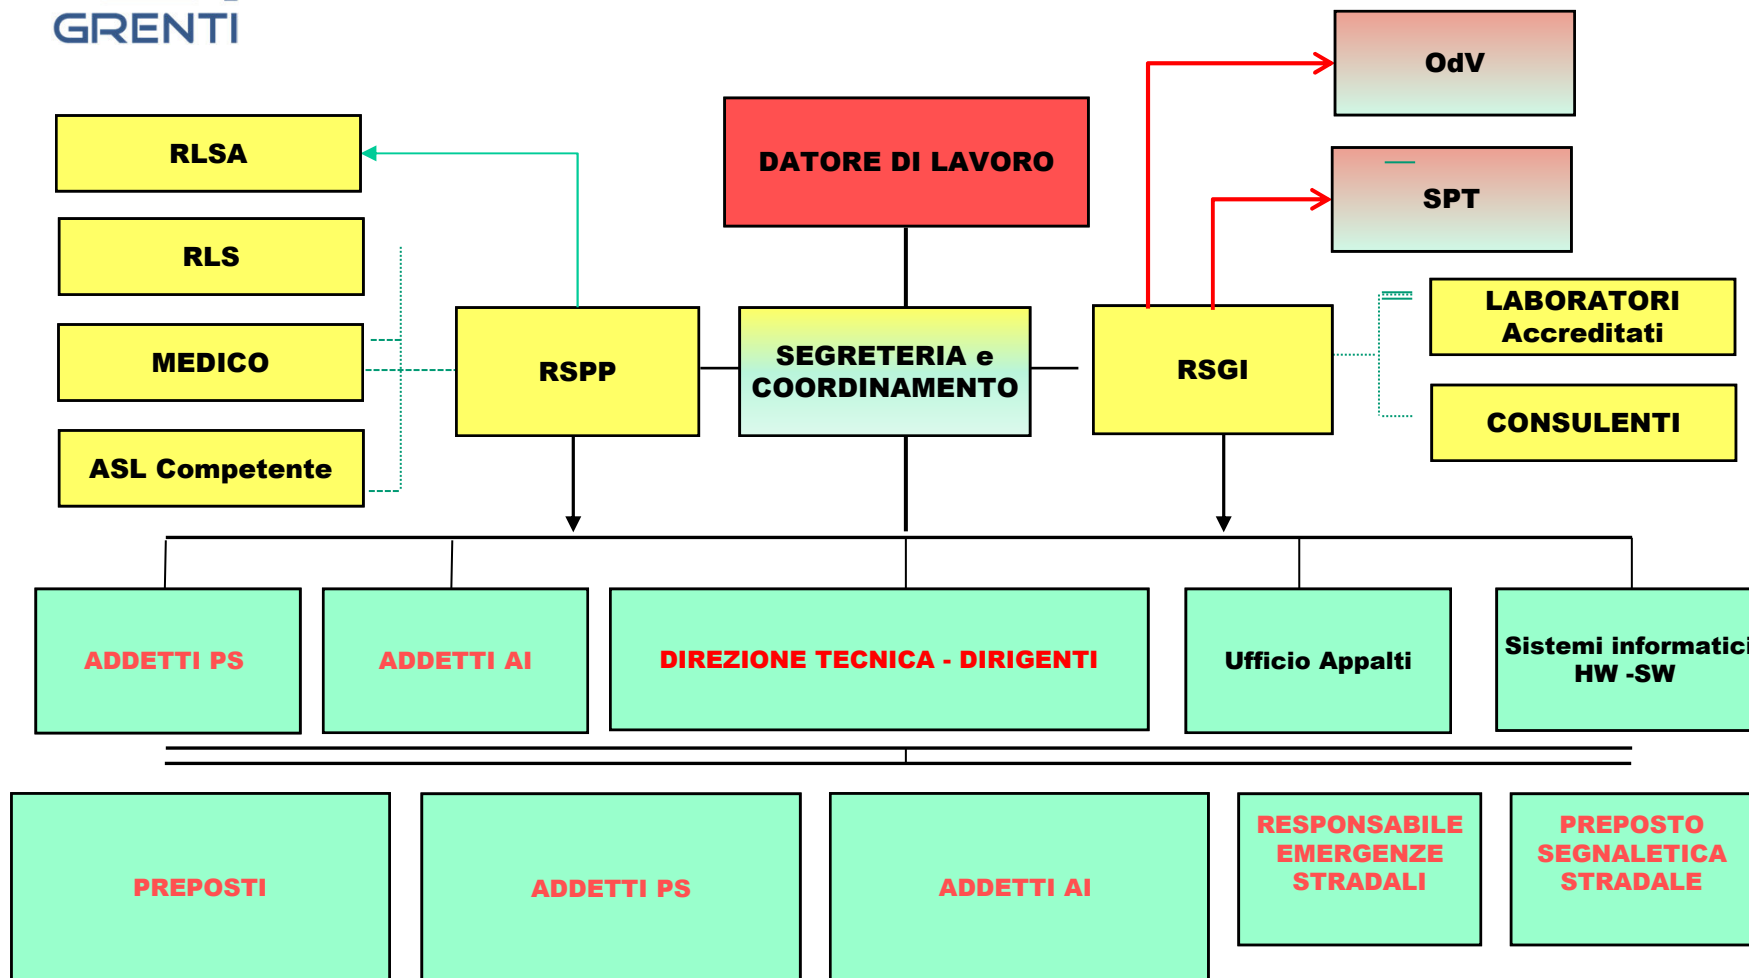 GRENTI
OdV
RLSA
DATORE DI LAVORO
SPT
RLS
LABORATORI
Accreditati
MEDICO
RSPP
SEGRETERIA e
COORDINAMENTO
RSGI
CONSULENTI
ASL Competente
ADDETTI PS
ADDETTI AI
DIREZIONE TECNICA - DIRIGENTI
Ufficio Appalti
Sistemi informatici
HW -SW
PREPOSTI
ADDETTI PS
ADDETTI AI
RESPONSABILE
EMERGENZE
STRADALI
PREPOSTO
SEGNALETICA
STRADALE